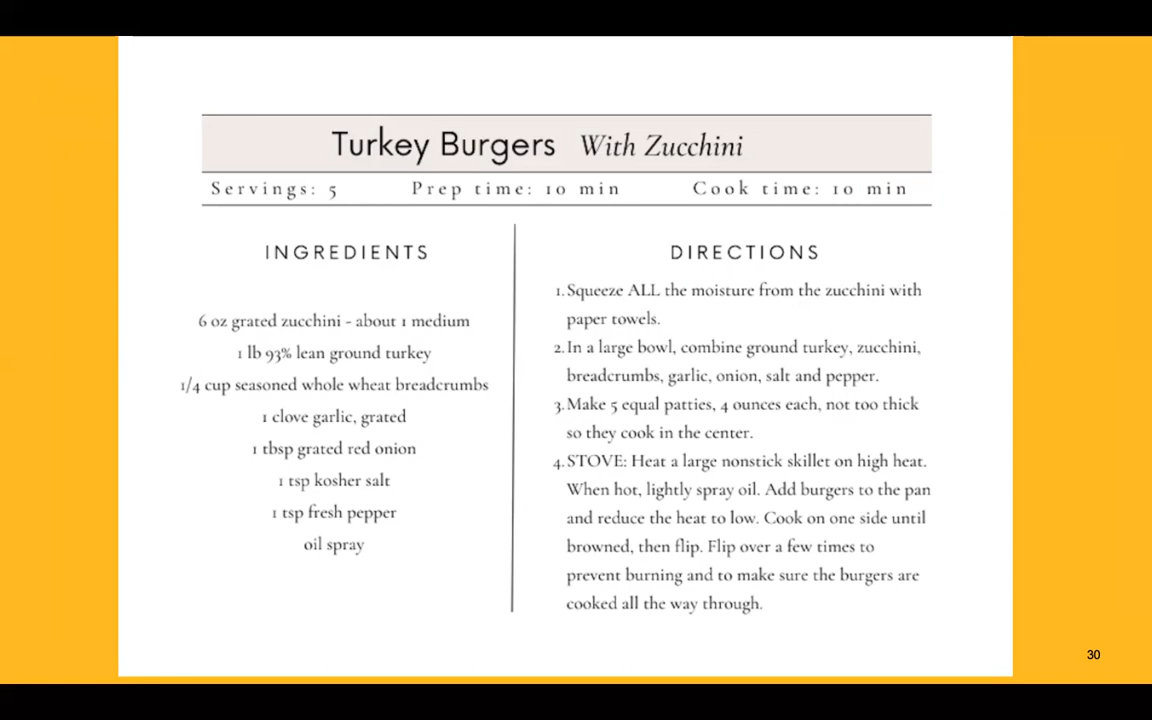 Turkey Burgers With Zucchini
Servings: 5 Prep time: 10 min Cook time: 10 min
INGREDIENTS
6 oz grated zucchini - about 1 medium
1 lb 93% lean ground turkey
1/4 cup seasoned whole wheat breadcrumbs
1 clove garlic, grated
1 tbsp grated red onion
1 tsp kosher salt
1 tsp fresh pepper
oil spray
DIRECTIONS
1. Squeeze ALL the moisture from the zucchini with
paper towels.
2. In a large bowl, combine ground turkey, zucchini,
breadcrumbs, garlic, onion, salt and pepper.
3. Make 5 equal patties, 4 ounces each, not too thick
so they cook in the center.
4. STOVE: Heat a large nonstick skillet on high heat.
When hot, lightly spray oil. Add burgers to the pan
and reduce the heat to low. Cook on one side until
browned, then flip. Flip over a few times to
prevent burning and to make sure the burgers are
cooked all the way through.
30